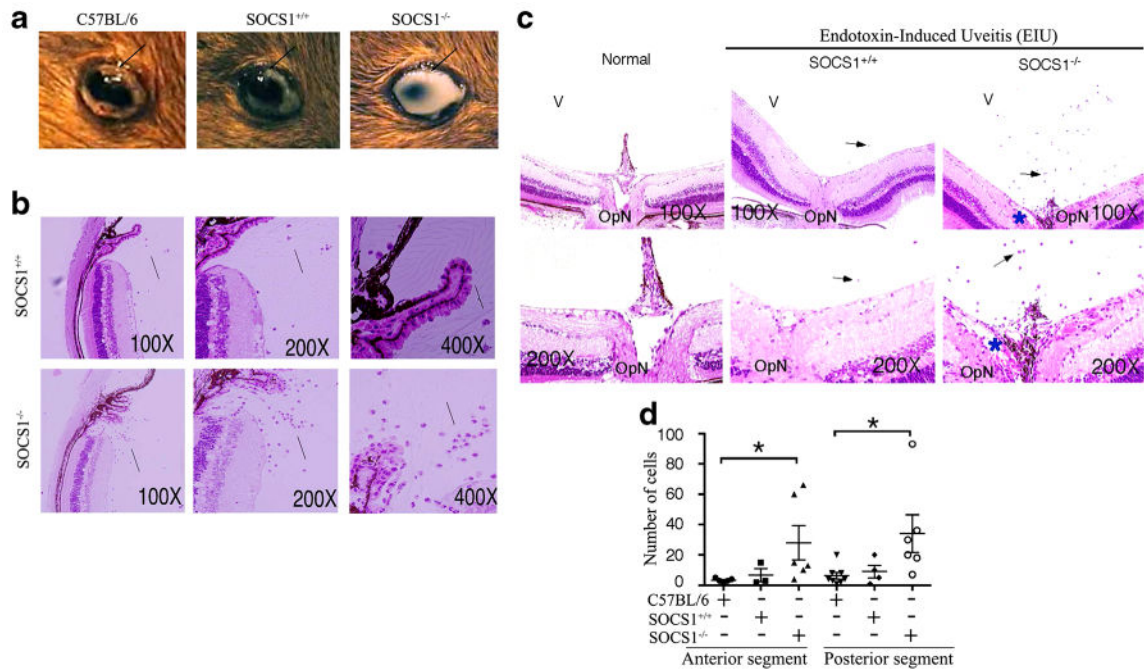 a
C57BL/6 SOCS1+/+ SOCS1-/-
b
SOCS1+/+
100X 200X 400X
SOCS1-/-
100X 200X 400X
c
Endotoxin-Induced Uveitis (EIU)
Normal SOCS1+/+ SOCS1-/-
V V V
OpN 100X 100X OpN * OpN 100X
200X OpN OpN 200X * OpN 200X
d
* *
Number of cells
100
80
60
40
20
0
C57BL/6 + - - + - -
SOCS1+/+ - + - - + -
SOCS1-/- - - + - - +
Anterior segment Posterior segment